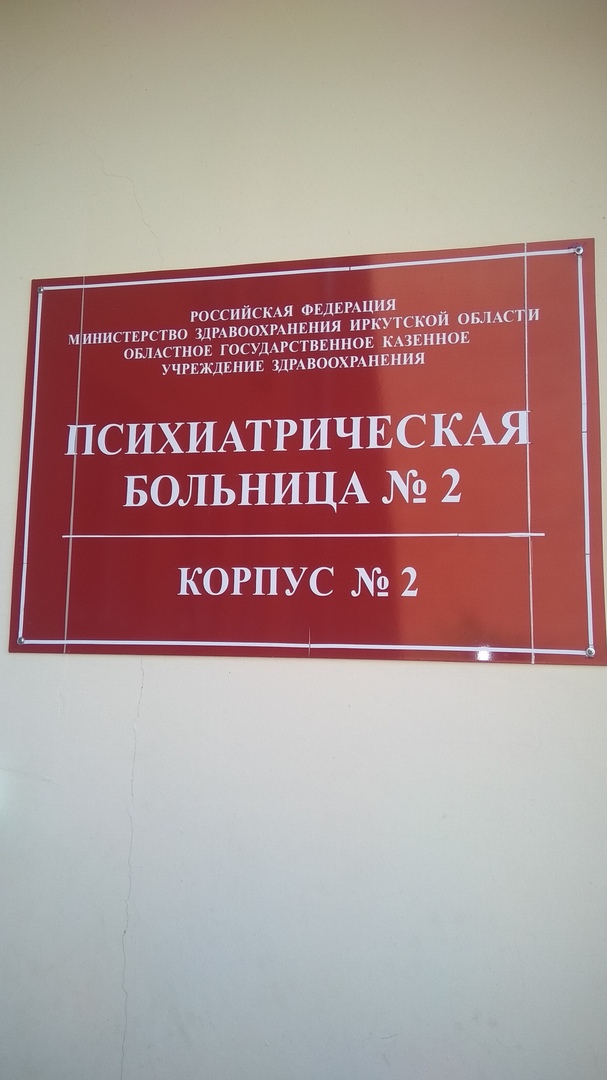 РОССИЙСКАЯ ФЕДЕРАЦИЯ
МИНИСТЕРСТВО ЗДРАВООХРАНЕНИЯ ИРКУТСКОЙ ОБЛАСТИ
ОБЛАСТНОЕ ГОСУДАРСТВЕННОЕ КАЗЕННОЕ
УЧРЕЖДЕНИЕ ЗДРАВООХРАНЕНИЯ
ПСИХИАТРИЧЕСКАЯ
БОЛЬНИЦА № 2
КОРПУС № 2